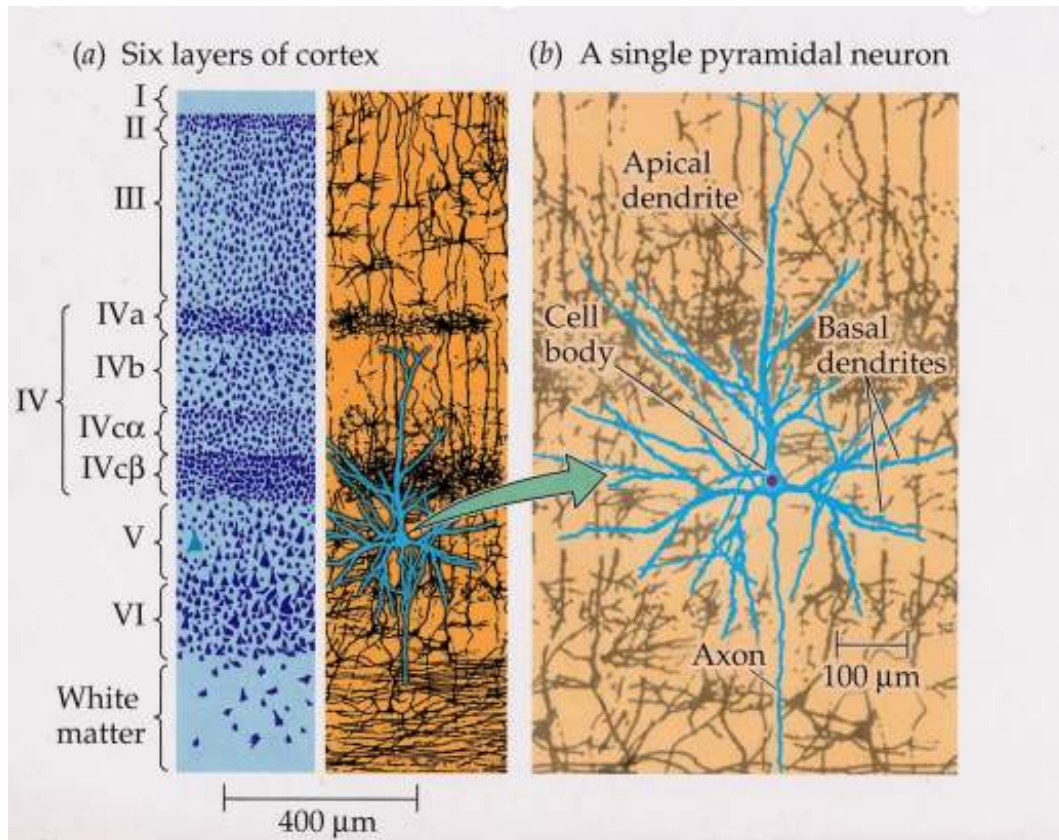 (a) Six layers of cortex
I
II
III
IV
IVa
IVb
IVcα
IVcβ
V
VI
White
matter
400 μm
(b) A single pyramidal neuron
Apical
dendrite
Cell
body
Basal
dendrites
Axon
100 μm